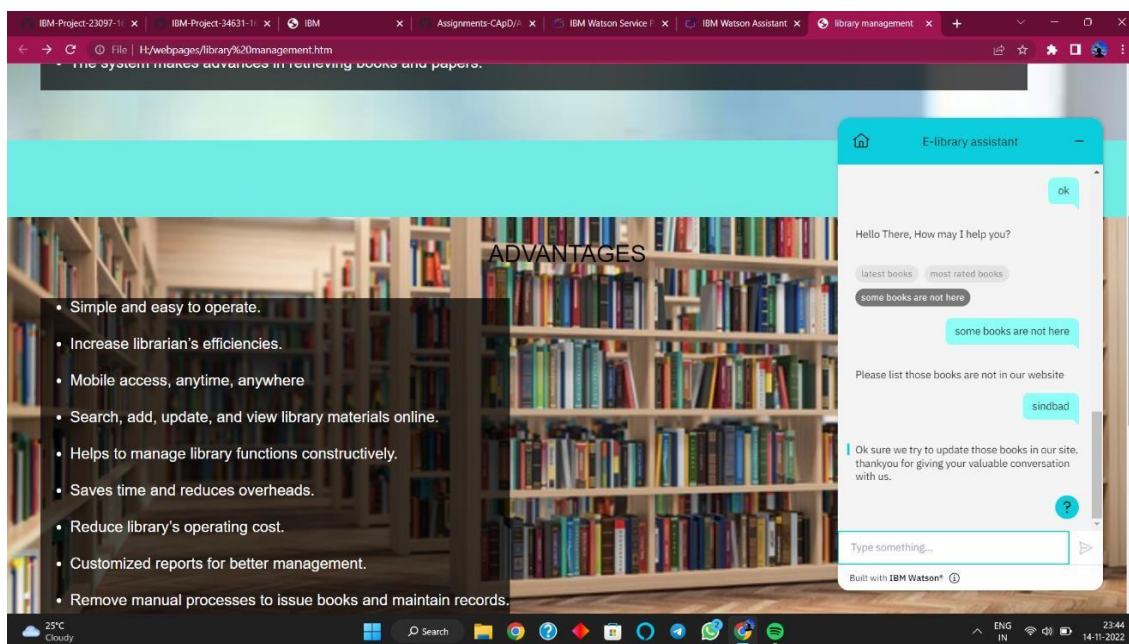 IBM-Project-23097-1
IBM-Project-34631-1
IBM
Assignments-CApD/
IBM Watson Service P
IBM Watson Assistant
library management
File | H:/webpages/library%20management.htm
The system makes advances in retrieving books and papers.
E-library assistant
ok
Hello There, How may I help you?
latest books most rated books
some books are not here
some books are not here
Please list those books are not in our website
sindbad
Ok sure we try to update those books in our site.
thankyou for giving your valuable conversation
with us.
?
Type something...
Built with IBM Watson®
ADVANTAGES
• Simple and easy to operate.
• Increase librarian's efficiencies.
• Mobile access, anytime, anywhere
• Search, add, update, and view library materials online.
• Helps to manage library functions constructively.
• Saves time and reduces overheads.
• Reduce library's operating cost.
• Customized reports for better management.
• Remove manual processes to issue books and maintain records.
25°C
Cloudy
Search
2
ENG
IN
23:44
14-11-2022